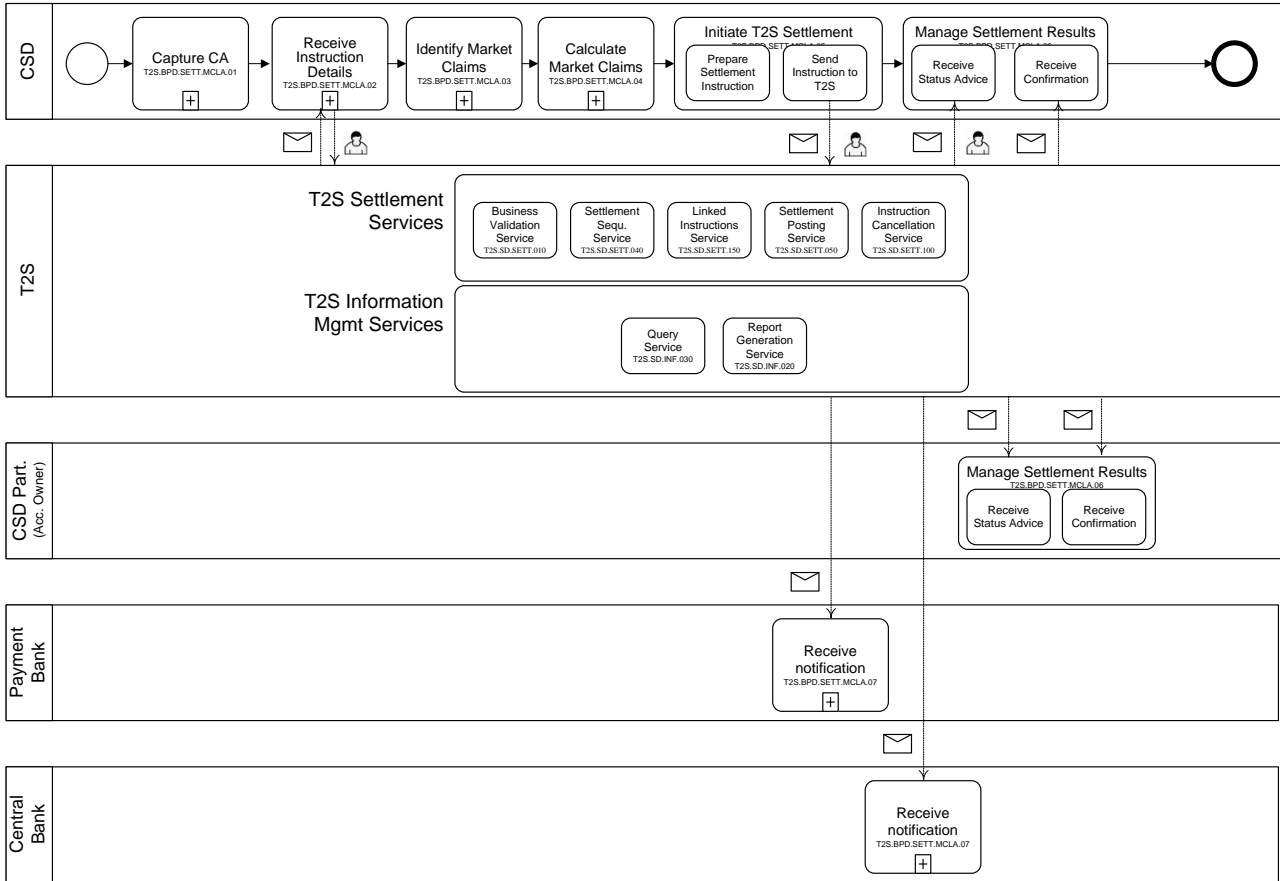 CSD
Capture CA
T2S.BPD.SETT.MCLA.01
Receive
Instruction
Details
T2S.BPD.SETT.MCLA.02
Identify Market
Claims
T2S.BPD.SETT.MCLA.03
Calculate
Market Claims
T2S.BPD.SETT.MCLA.04
Initiate T2S Settlement
Prepare
Settlement
Instruction
Send
Instruction to
T2S
Manage Settlement Results
Receive
Status Advice
Receive
Confirmation
T2S
T2S Settlement
Services
Business
Validation
Service
T2S.SD.SETT.010
Settlement
Sequ.
Service
T2S.SD.SETT.040
Linked
Instructions
Service
T2S.SD.SETT.150
Settlement
Posting
Service
T2S.SD.SETT.050
Instruction
Cancellation
Service
T2S.SD.SETT.100
T2S Information
Mgmt Services
Query
Service
T2S.SD.INF.030
Report
Generation
Service
T2S.SD.INF.020
CSD Part.
(Acc. Owner)
Manage Settlement Results
T2S.BPD.SETT.MCLA.06
Receive
Status Advice
Receive
Confirmation
Payment
Bank
Receive
notification
T2S.BPD.SETT.MCLA.07
Central
Bank
Receive
notification
T2S.BPD.SETT.MCLA.07